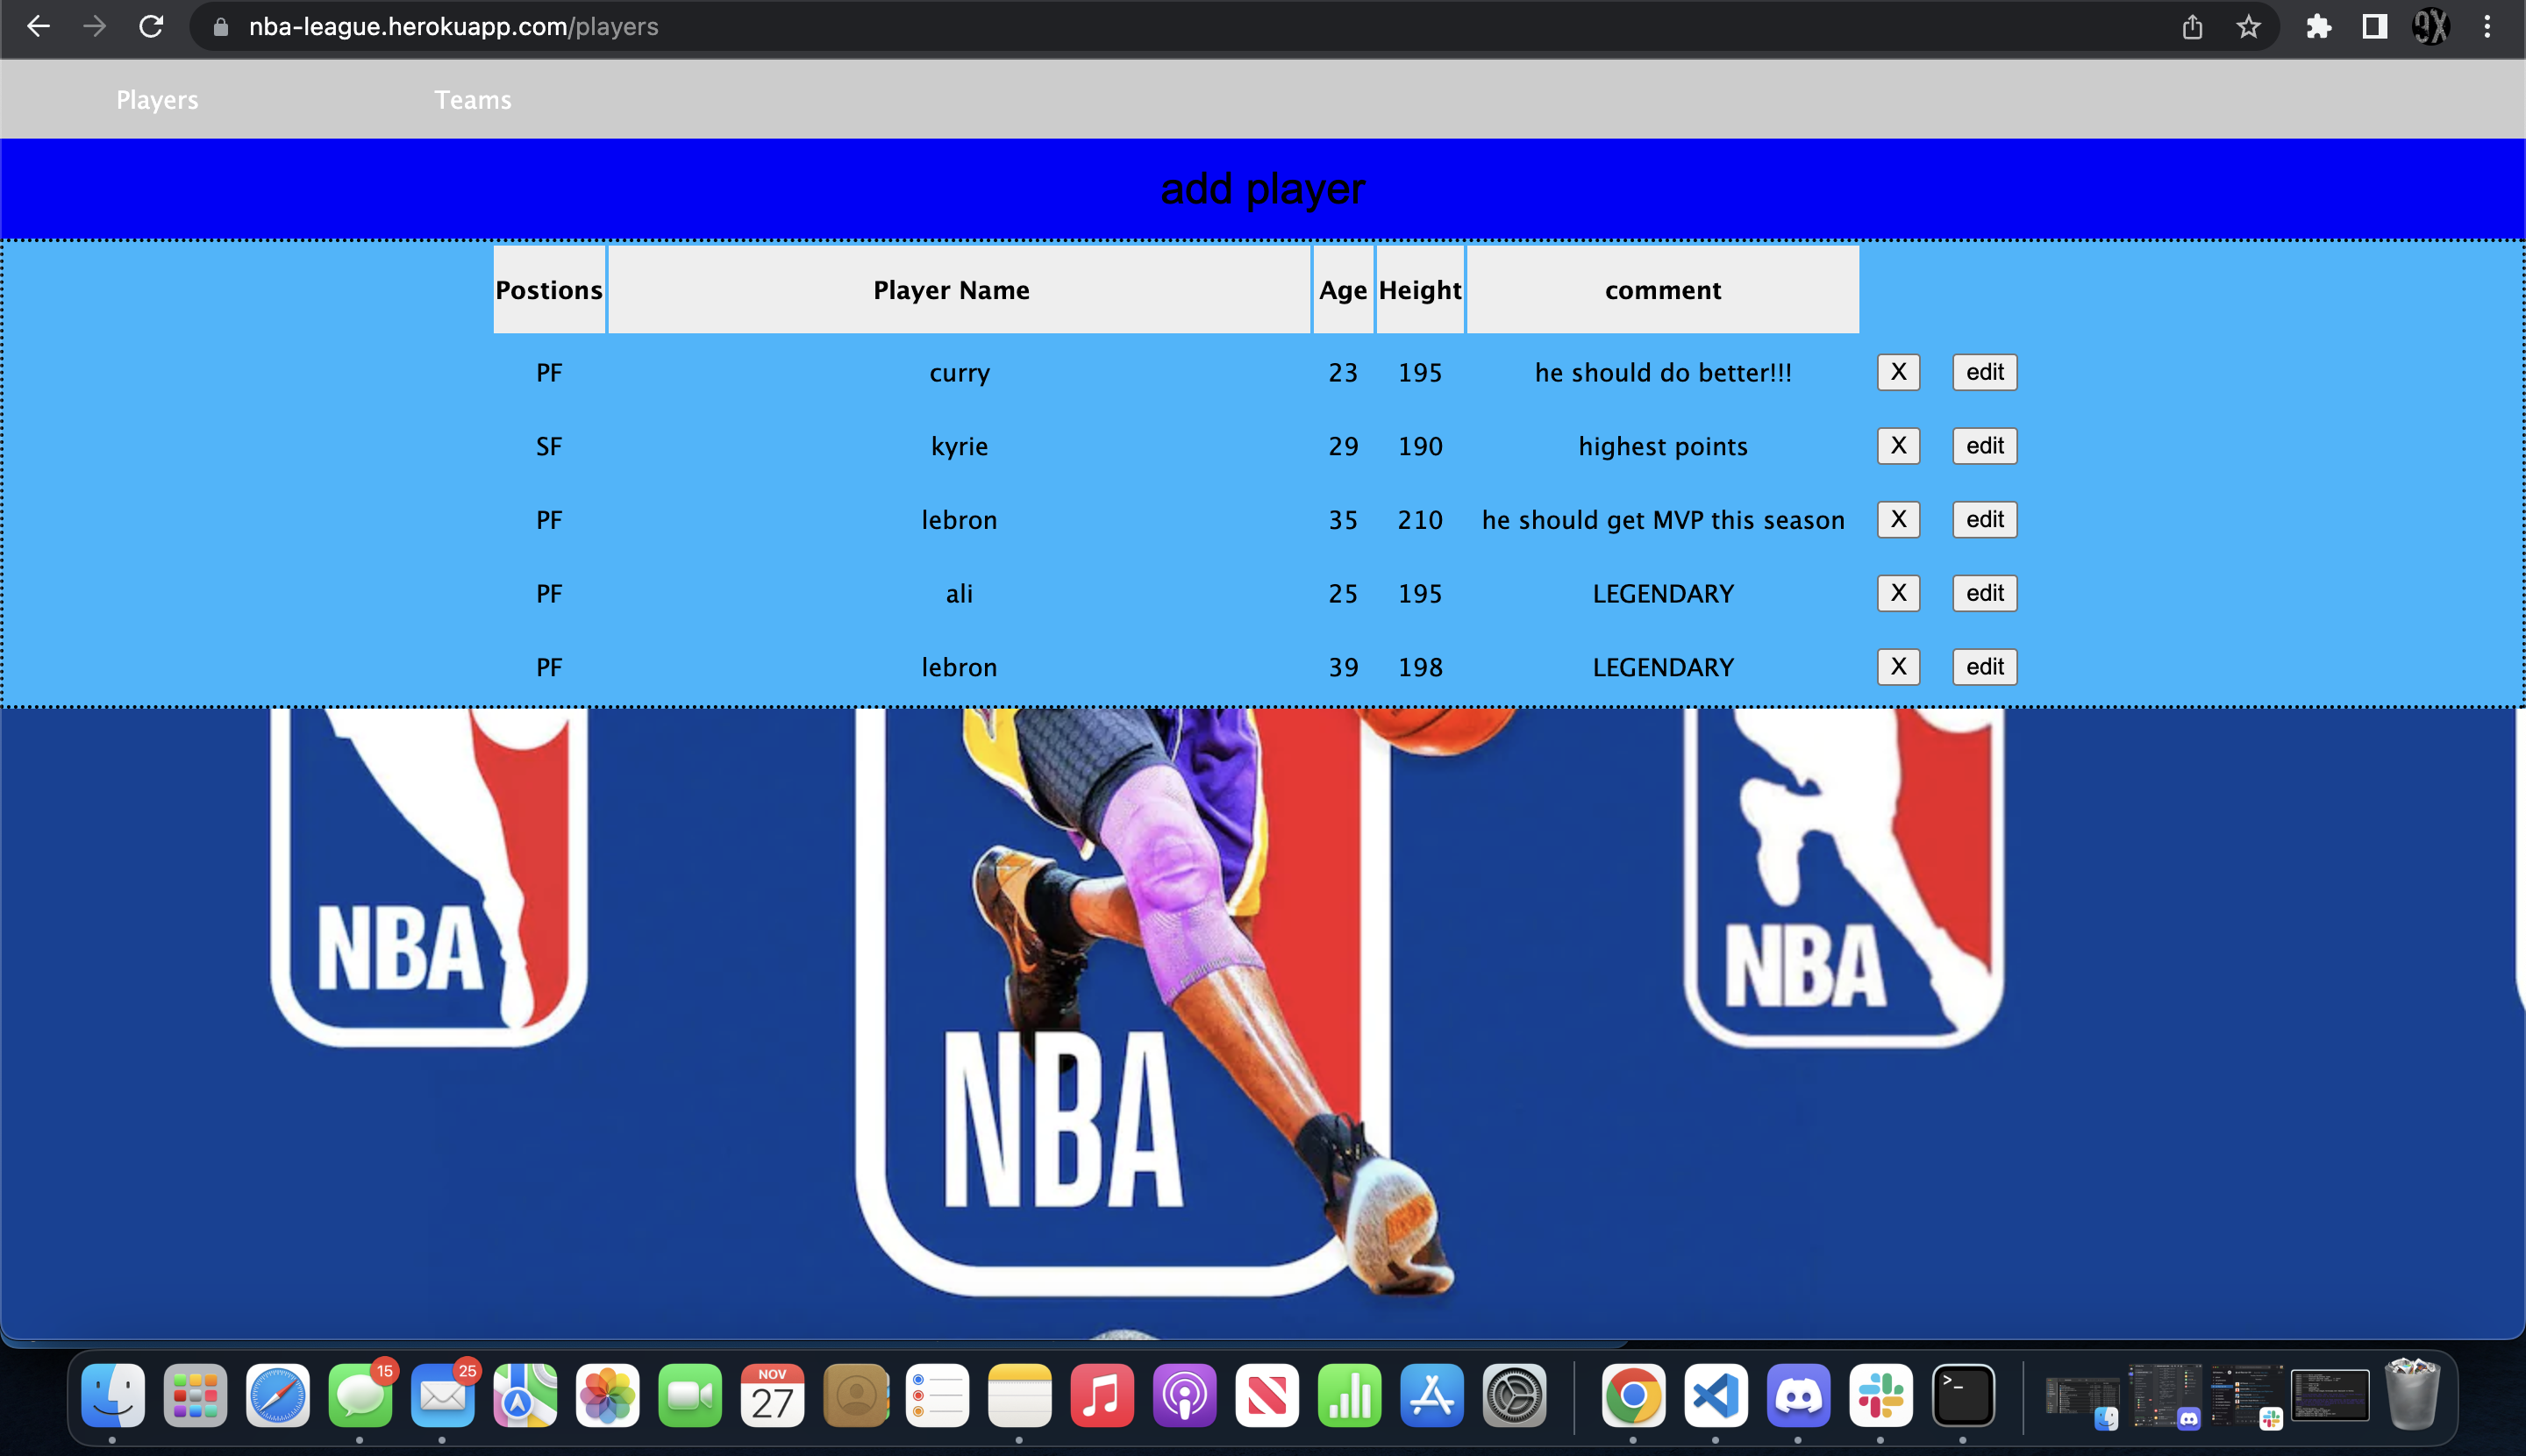 nba-league.herokuapp.com/players
Players Teams
add player
Postions Player Name Age Height comment
PF curry 23 195 he should do better!!! X edit
SF kyrie 29 190 highest points X edit
PF lebron 35 210 he should get MVP this season X edit
PF ali 25 195 LEGENDARY X edit
PF lebron 39 198 LEGENDARY X edit
NBA NBA
NBA
15 25 NOV
27
>_